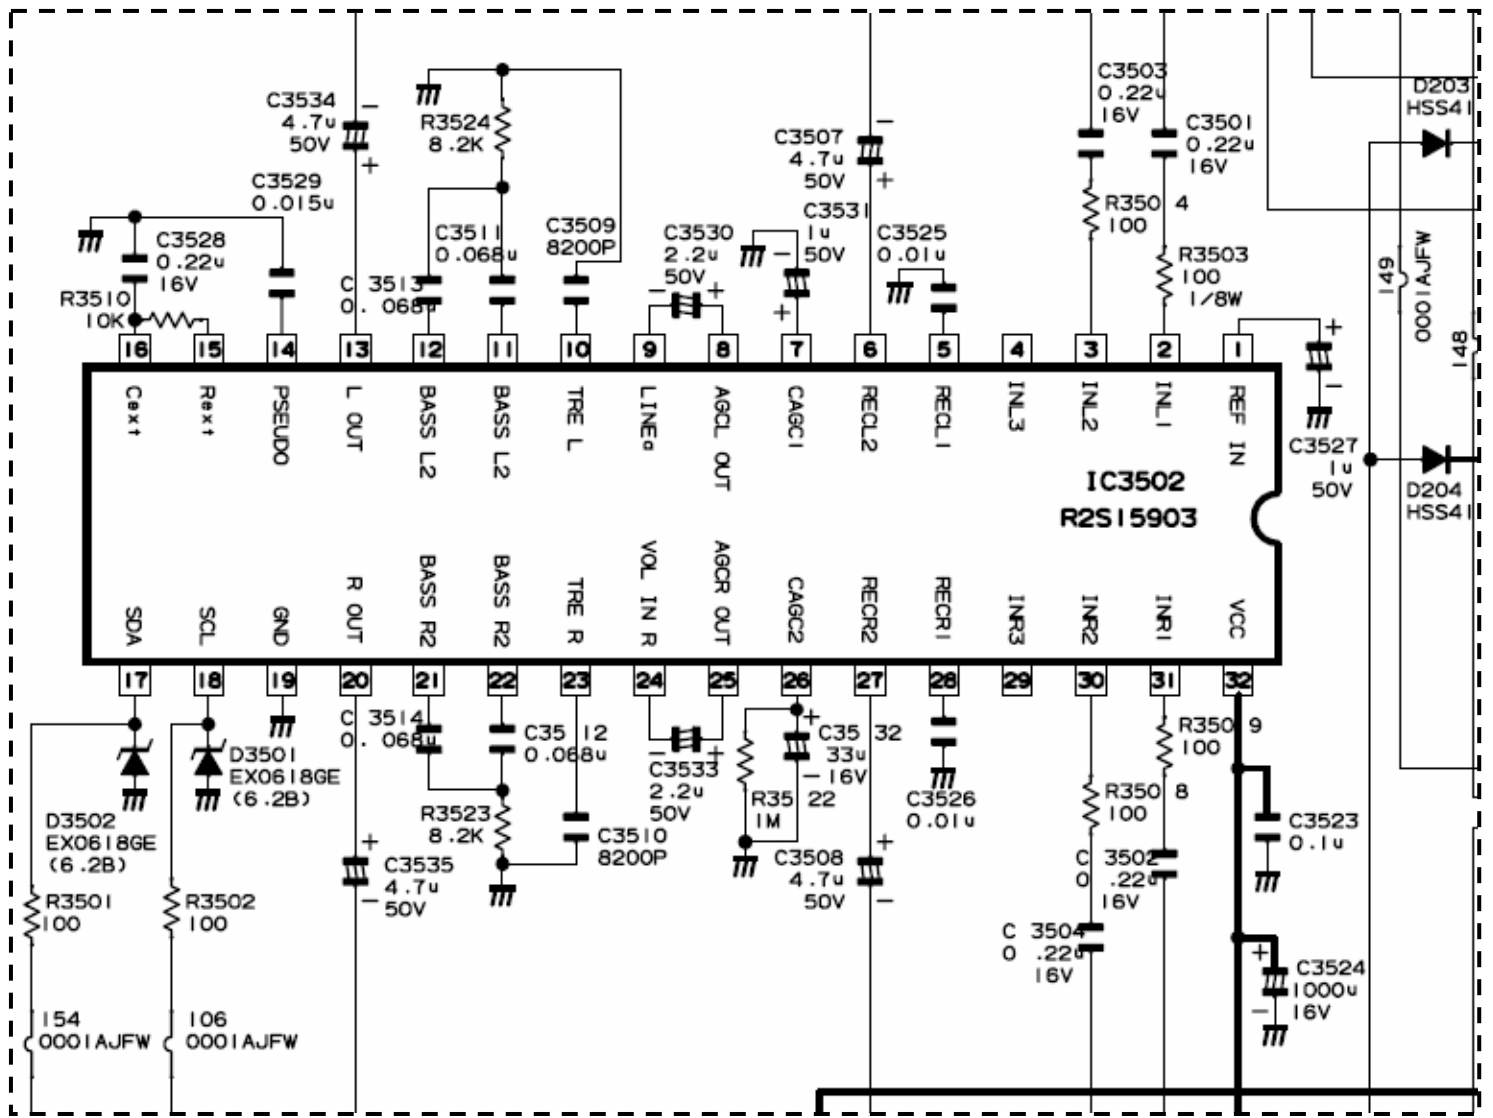 C3534
4.7u
50V
−
+
R3524
8.2K
C3507
4.7u
50V
−
+
C3503
0.22u
16V
C3501
0.22u
16V
D203
HSS41
C3529
0.015u
C3528
0.22u
16V
R3510
10K
C 3513
0. 068u
C3511
0.068u
C3509
8200P
C3530
2.2u
50V
−
+
C3531
1u
50V
−
+
C3525
0.01u
R350 4
100
R3503
100
1/8W
149
0001AJFW
148
+
−
C3527
1u
50V
D204
HSS41
16
15
14
13
12
11
10
9
8
7
6
5
4
3
2
1
Cext
Rext
PSEUDO
L OUT
BASS L2
BASS L2
TRE L
LINEa
AGCL OUT
CAGC1
RECL2
RECL1
INL3
INL2
INL1
REF IN
IC3502
R2S15903
SDA
SCL
GND
R OUT
BASS R2
BASS R2
TRE R
VOL IN R
AGCR OUT
CAGC2
RECR2
RECR1
INR3
INR2
INR1
VCC
17
18
19
20
21
22
23
24
25
26
27
28
29
30
31
32
D3501
EX0618GE
(6.2B)
D3502
EX0618GE
(6.2B)
C 3514
0. 068u
C35 12
0.068u
R3523
8.2K
C3510
8200P
−
+
C3533
2.2u
50V
+
C35 32
33u
−16V
R35 22
1M
C3526
0.01u
R350 9
100
R350 8
100
C 3502
0 .22u
16V
C 3504
0 .22u
16V
C3523
0.1u
+
C3524
1000u
−
16V
+
C3535
4.7u
50V
−
C3508
4.7u
50V
+
−
R3501
100
R3502
100
154
0001AJFW
106
0001AJFW